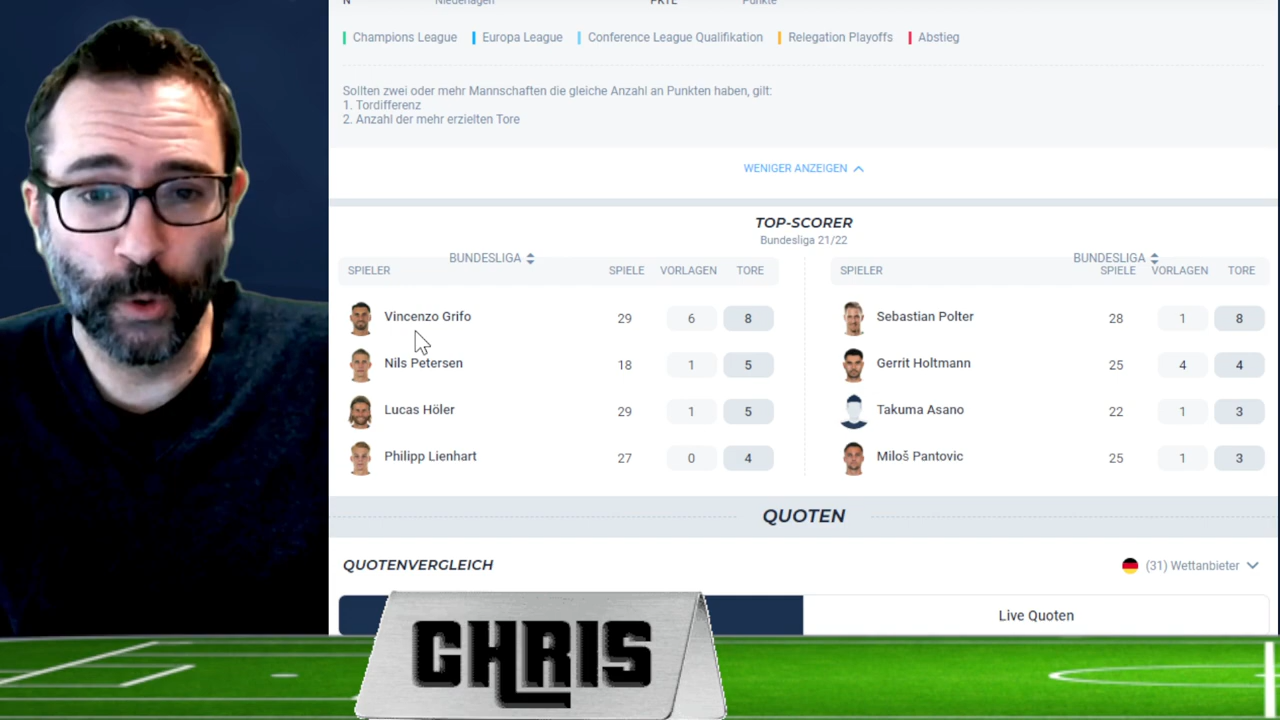 N Niederlagen PKTE Punkte
Champions League Europa League Conference League Qualifikation Relegation Playoffs Abstieg
Sollten zwei oder mehr Mannschaften die gleiche Anzahl an Punkten haben, gilt:
1. Tordifferenz
2. Anzahl der mehr erzielten Tore
WENIGER ANZEIGEN
TOP-SCORER
Bundesliga 21/22
BUNDESLIGA
SPIELER SPIELE VORLAGEN TORE
Vincenzo Grifo 29 6 8
Nils Petersen 18 1 5
Lucas Höler 29 1 5
Philipp Lienhart 27 0 4
BUNDESLIGA
SPIELER SPIELE VORLAGEN TORE
Sebastian Polter 28 1 8
Gerrit Holtmann 25 4 4
Takuma Asano 22 1 3
Miloš Pantovic 25 1 3
QUOTEN
QUOTENVERGLEICH
(31) Wettanbieter
Live Quoten
CHRIS